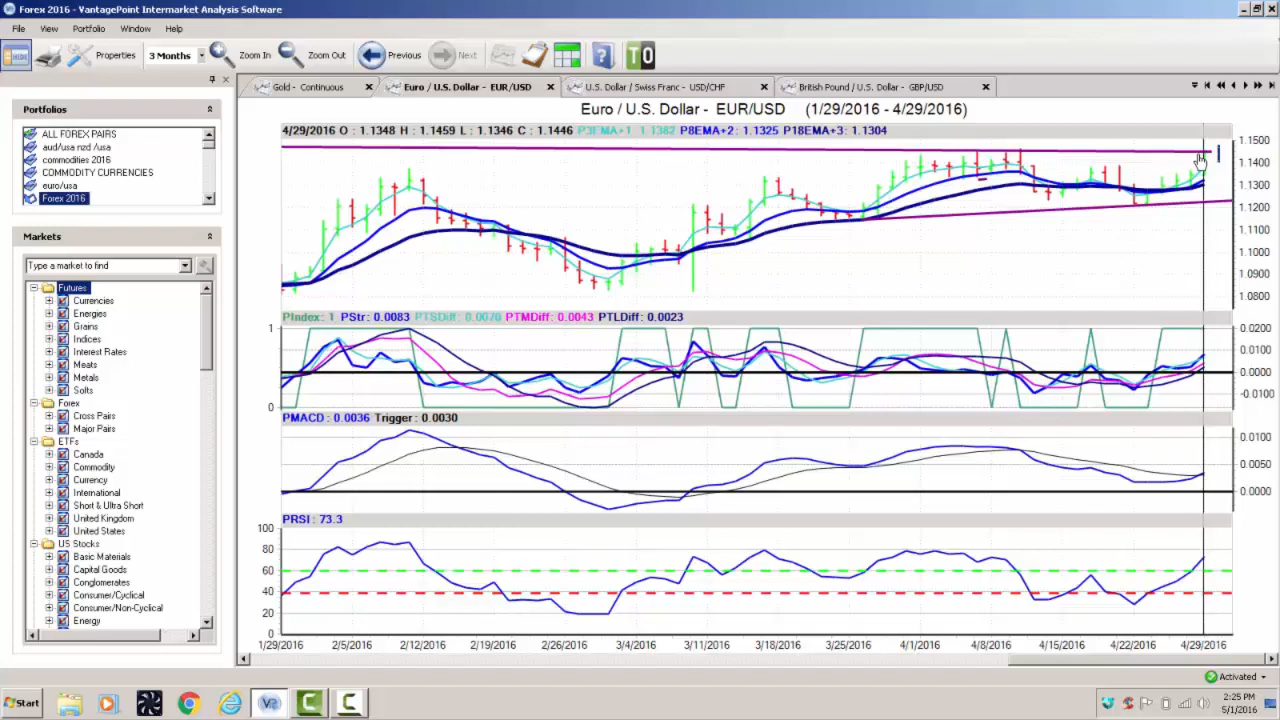 Forex 2016 - VantagePoint Intermarket Analysis Software
File View Portfolio Window Help
Properties 3 Months Zoom In Zoom Out Previous Next ? TO
Portfolios
ALL FOREX PAIRS
aud/usa nzd /usa
commodities 2016
COMMODITY CURRENCIES
euro/usa
Forex 2016
Markets
Type a market to find
Futures
Currencies
Energies
Grains
Indices
Interest Rates
Meats
Metals
Softs
Forex
Cross Pairs
Major Pairs
ETFs
Canada
Commodity
Currency
International
Short & Ultra Short
United Kingdom
United States
US Stocks
Basic Materials
Capital Goods
Conglomerates
Consumer/Cyclical
Consumer/Non-Cyclical
Energy
Gold - Continuous Euro / U.S. Dollar - EUR/USD U.S. Dollar / Swiss Franc - USD/CHF British Pound / U.S. Dollar - GBP/USD
Euro / U.S. Dollar - EUR/USD (1/29/2016 - 4/29/2016)
4/29/2016 O : 1.1348 H : 1.1459 L : 1.1346 C : 1.1446 P3EMA+1 1.1382 P8EMA+2: 1.1325 P18EMA+3: 1.1304
1.1500
1.1400
1.1300
1.1200
1.1100
1.1000
1.0900
1.0800
PIndex: 1 PStr: 0.0083 PTSDiff: 0.0070 PTMDiff: 0.0043 PTLDiff: 0.0023
1 0.0200
0.0100
0.0000
-0.0100
0
PMACD : 0.0036 Trigger: 0.0030
0.0100
0.0050
0.0000
PRSI : 73.3
100
80
60
40
20
0
1/29/2016 2/5/2016 2/12/2016 2/19/2016 2/26/2016 3/4/2016 3/11/2016 3/18/2016 3/25/2016 4/1/2016 4/8/2016 4/15/2016 4/22/2016 4/29/2016
Activated
Start
2:25 PM
5/1/2016